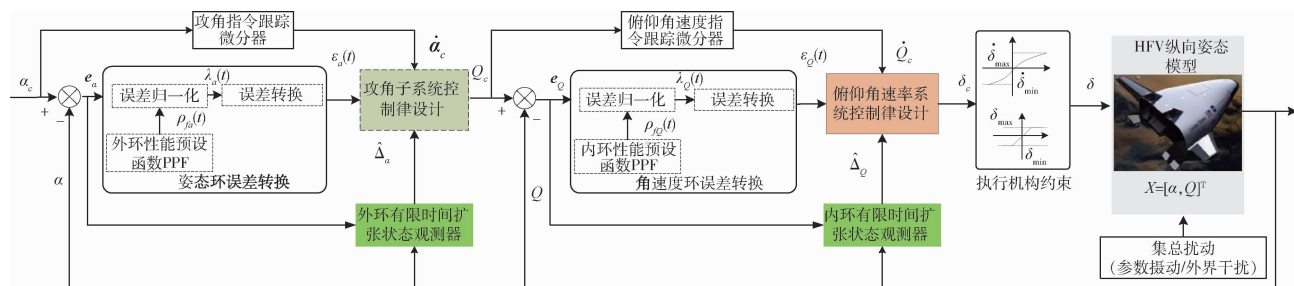 攻角指令跟踪
微分器
俯仰角速度指
令跟踪微分器
α_c
+
−
e_a
误差归一化
λ̇_a(t)
误差转换
ρ_fa(t)
外环性能预设
函数PPF
姿态环误差转换
ε_a(t)
α̇_c
攻角子系统控
制律设计
Δ̂_a
外环有限时间扩
张状态观测器
α
Q_c
+
−
e_Q
误差归一化
λ̇_Q(t)
误差转换
ρ_fQ(t)
内环性能预设
函数PPF
角速度环误差转换
ε_Q(t)
Q̇_c
俯仰角速率系
统控制律设计
Δ̂_Q
内环有限时间扩
张状态观测器
Q
δ_c
δ̇_max
δ̇_min
δ_max
δ_min
执行机构约束
δ
HFV纵向姿态
模型
X=[α, Q]^T
集总扰动
(参数摄动/外界干扰)